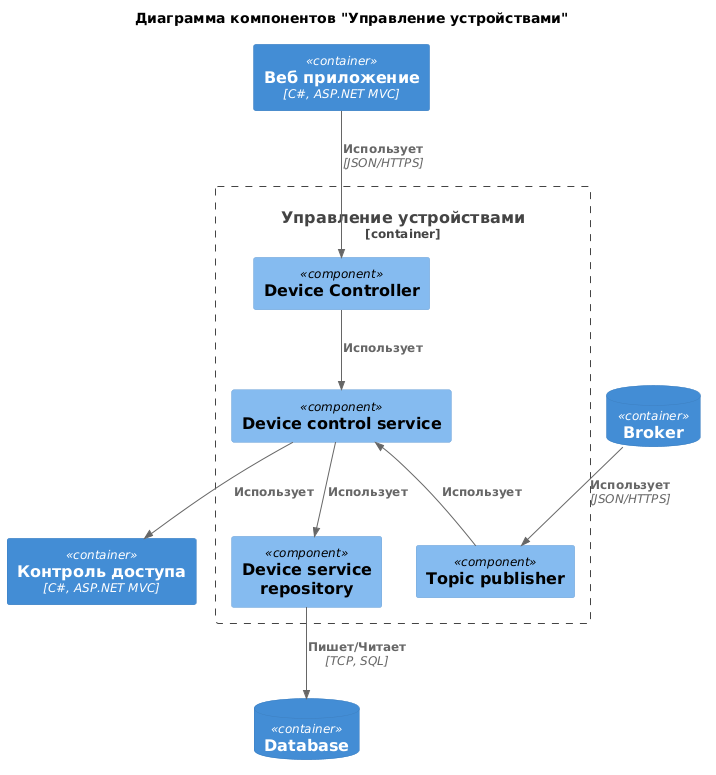 Диаграмма компонентов "Управление устройствами"
«container»
Веб приложение
[C#, ASP.NET MVC]
Использует
[JSON/HTTPS]
Управление устройствами
[container]
«component»
Device Controller
Использует
«component»
Device control service
«container»
Broker
Использует
[JSON/HTTPS]
Использует
Использует
Использует
«container»
Контроль доступа
[C#, ASP.NET MVC]
«component»
Device service
repository
«component»
Topic publisher
Пишет/Читает
[TCP, SQL]
«container»
Database